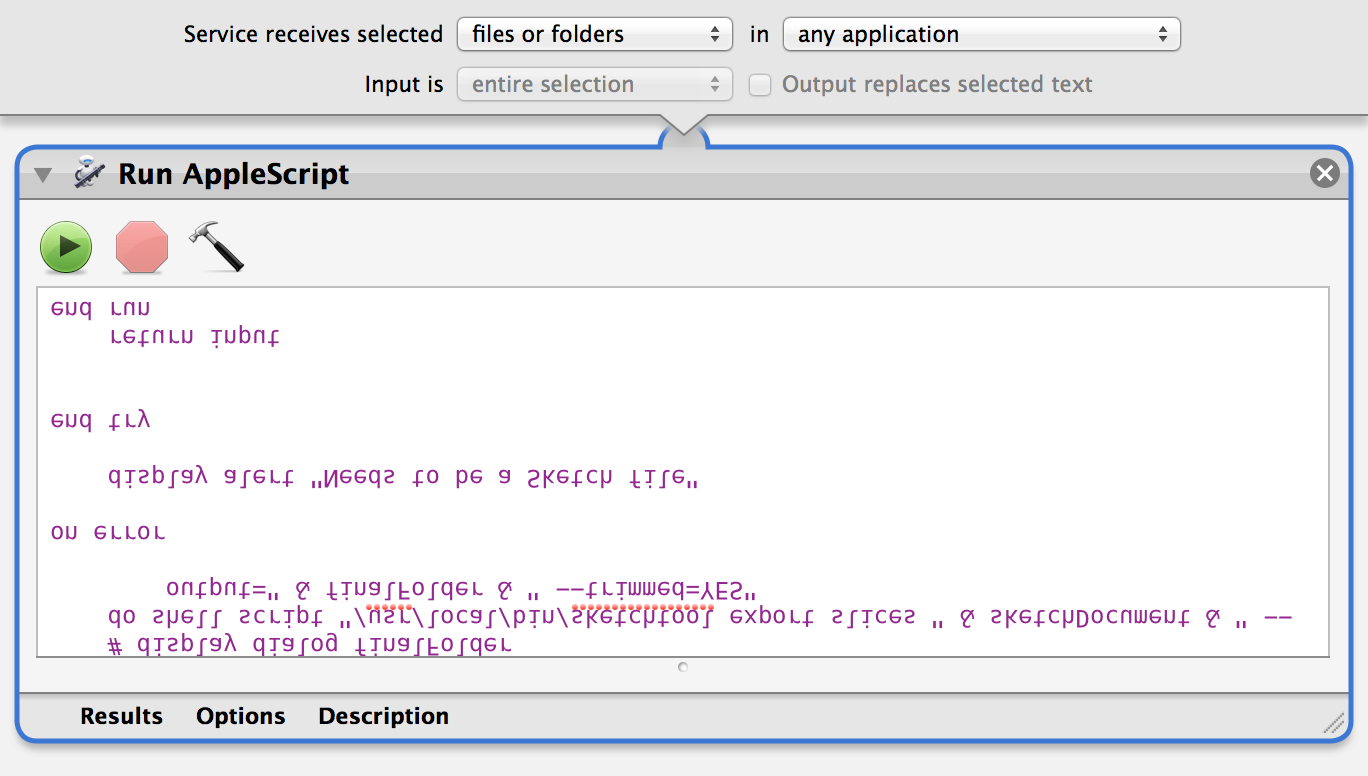 Service receives selected files or folders in any application
Input is entire selection Output replaces selected text
Run AppleScript
# display dialog finalFolder
do shell script "/usr/local/bin/sketchtool export slices " & sketchDocument & " --
output=" & finalFolder & " --trimmed=YES"
on error
display alert "Needs to be a Sketch file"
end try
return input
end run
Results Options Description